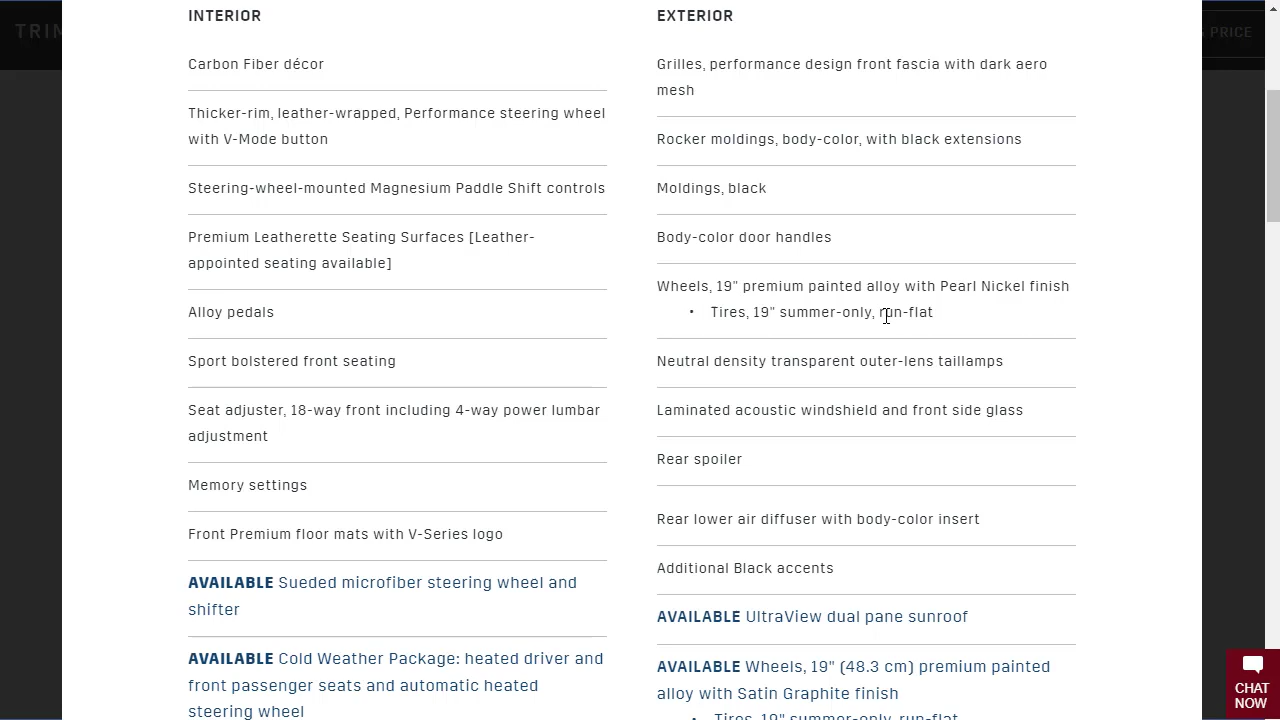 TRIM
PRICE
INTERIOR
Carbon Fiber décor
Thicker-rim, leather-wrapped, Performance steering wheel
with V-Mode button
Steering-wheel-mounted Magnesium Paddle Shift controls
Premium Leatherette Seating Surfaces [Leather-
appointed seating available]
Alloy pedals
Sport bolstered front seating
Seat adjuster, 18-way front including 4-way power lumbar
adjustment
Memory settings
Front Premium floor mats with V-Series logo
AVAILABLE Sueded microfiber steering wheel and
shifter
AVAILABLE Cold Weather Package: heated driver and
front passenger seats and automatic heated
steering wheel
EXTERIOR
Grilles, performance design front fascia with dark aero
mesh
Rocker moldings, body-color, with black extensions
Moldings, black
Body-color door handles
Wheels, 19" premium painted alloy with Pearl Nickel finish
• Tires, 19" summer-only, run-flat
Neutral density transparent outer-lens taillamps
Laminated acoustic windshield and front side glass
Rear spoiler
Rear lower air diffuser with body-color insert
Additional Black accents
AVAILABLE UltraView dual pane sunroof
AVAILABLE Wheels, 19" (48.3 cm) premium painted
alloy with Satin Graphite finish
• Tires, 19" summer-only, run-flat
CHAT
NOW